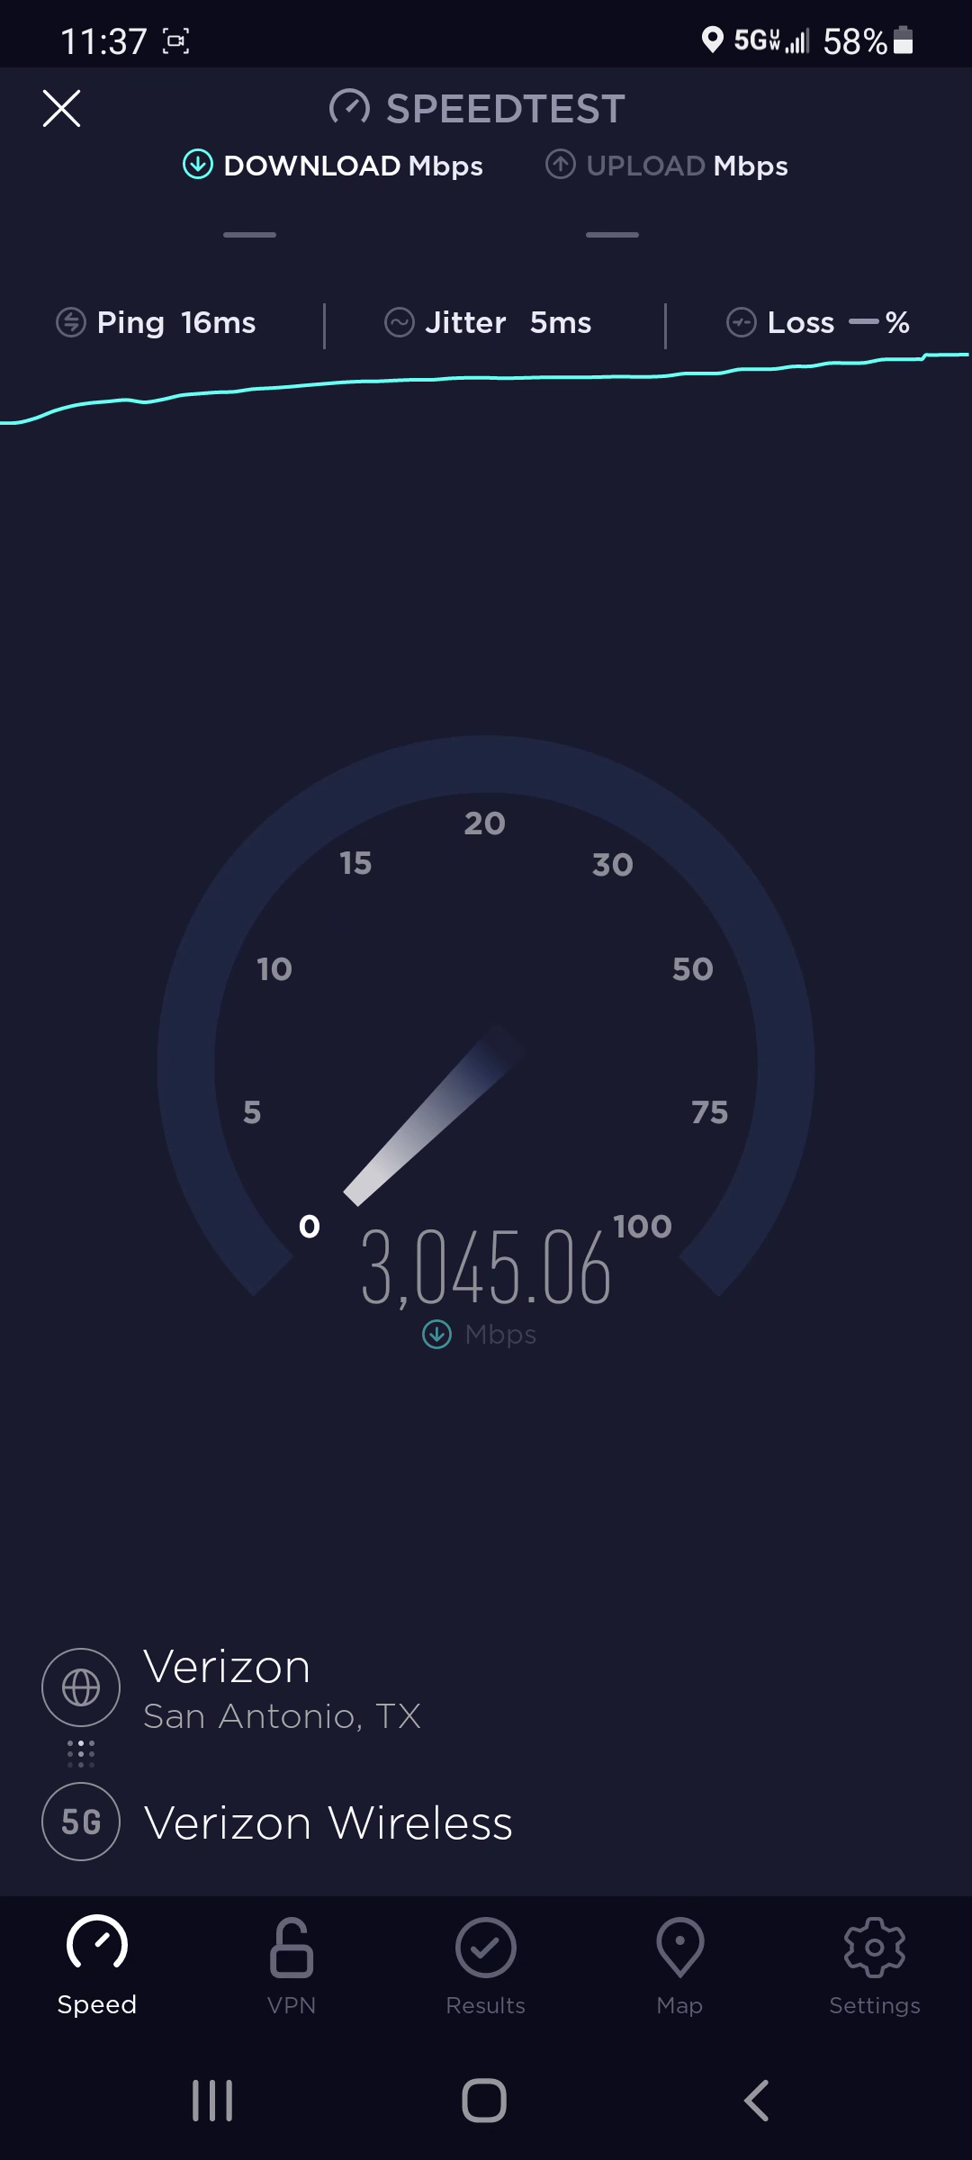 11:37 5G UW 58%
SPEEDTEST
DOWNLOAD Mbps UPLOAD Mbps
— —
Ping 16ms Jitter 5ms Loss — %
20
15 30
10 50
5 75
0 100
3,045.06
Mbps
Verizon
San Antonio, TX
5G Verizon Wireless
Speed VPN Results Map Settings